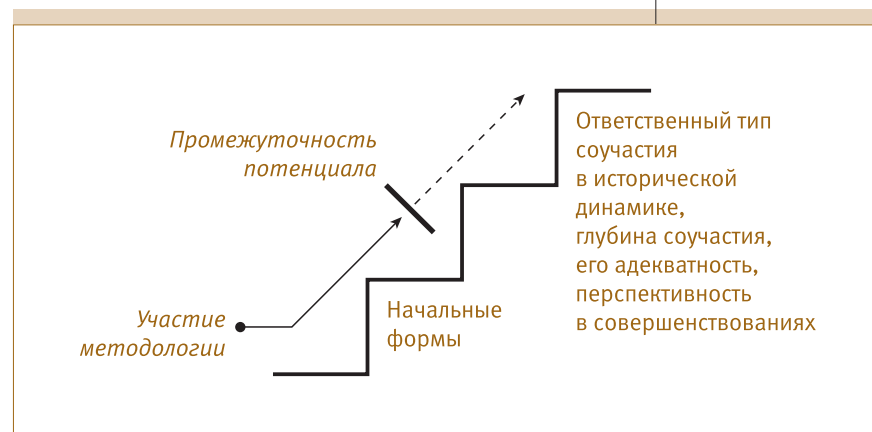 Промежуточность
потенциала
Участие
методологии
Начальные
формы
Ответственный тип
соучастия
в исторической
динамике,
глубина соучастия,
его адекватность,
перспективность
в совершенствованиях